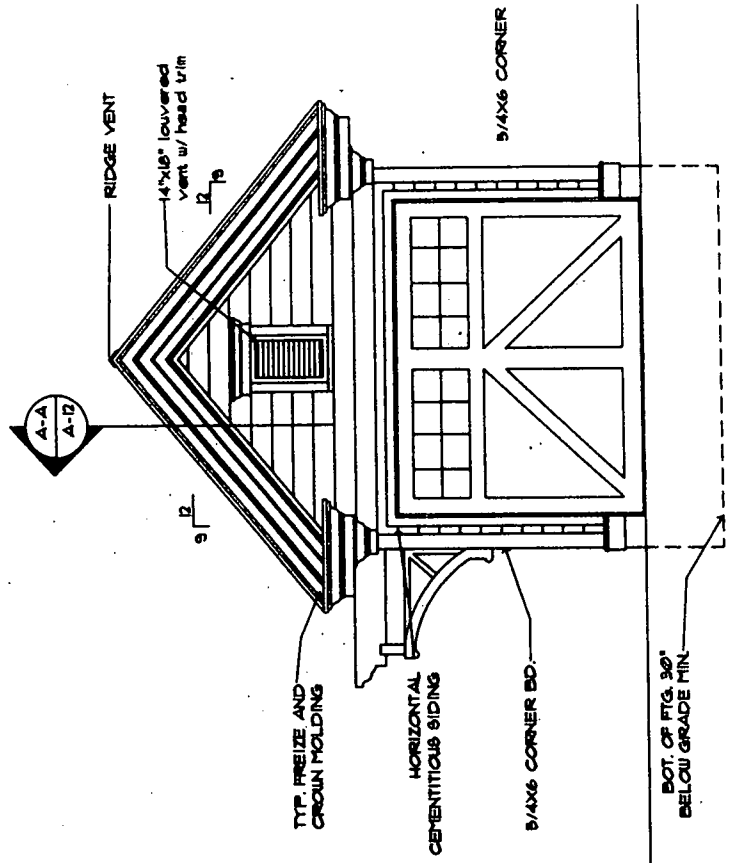 RIDGE VENT
14"x18" louvered
vent w/ head trim
12
9
A-A
A-12
12
9
TYP. FREIZE AND
CROWN MOLDING
HORIZONTAL
CEMENTITIOUS SIDING
5/4X6 CORNER BD.
BOT. OF FTG. 30"
BELOW GRADE MIN.
5/4X6 CORNER